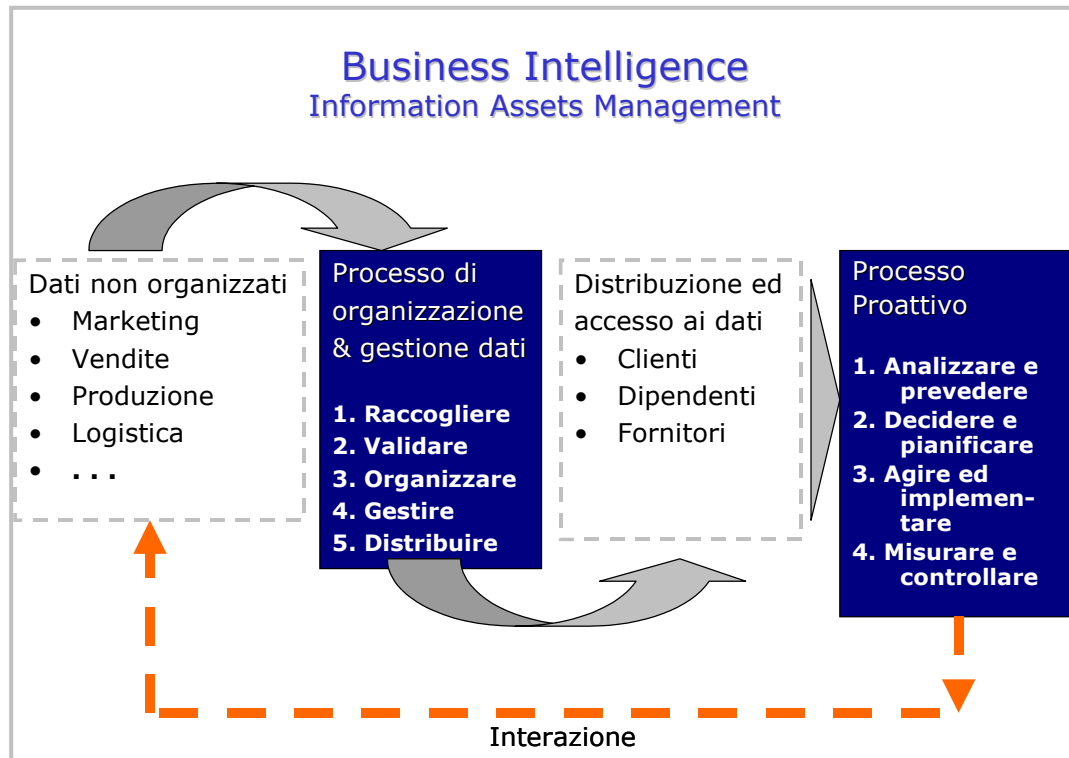 Business Intelligence
Information Assets Management
Dati non organizzati
• Marketing
• Vendite
• Produzione
• Logistica
• . . .
Processo di
organizzazione
& gestione dati
1. Raccogliere
2. Validare
3. Organizzare
4. Gestire
5. Distribuire
Distribuzione ed
accesso ai dati
• Clienti
• Dipendenti
• Fornitori
Processo
Proattivo
1. Analizzare e
prevedere
2. Decidere e
pianificare
3. Agire ed
implemen-
tare
4. Misurare e
controllare
Interazione